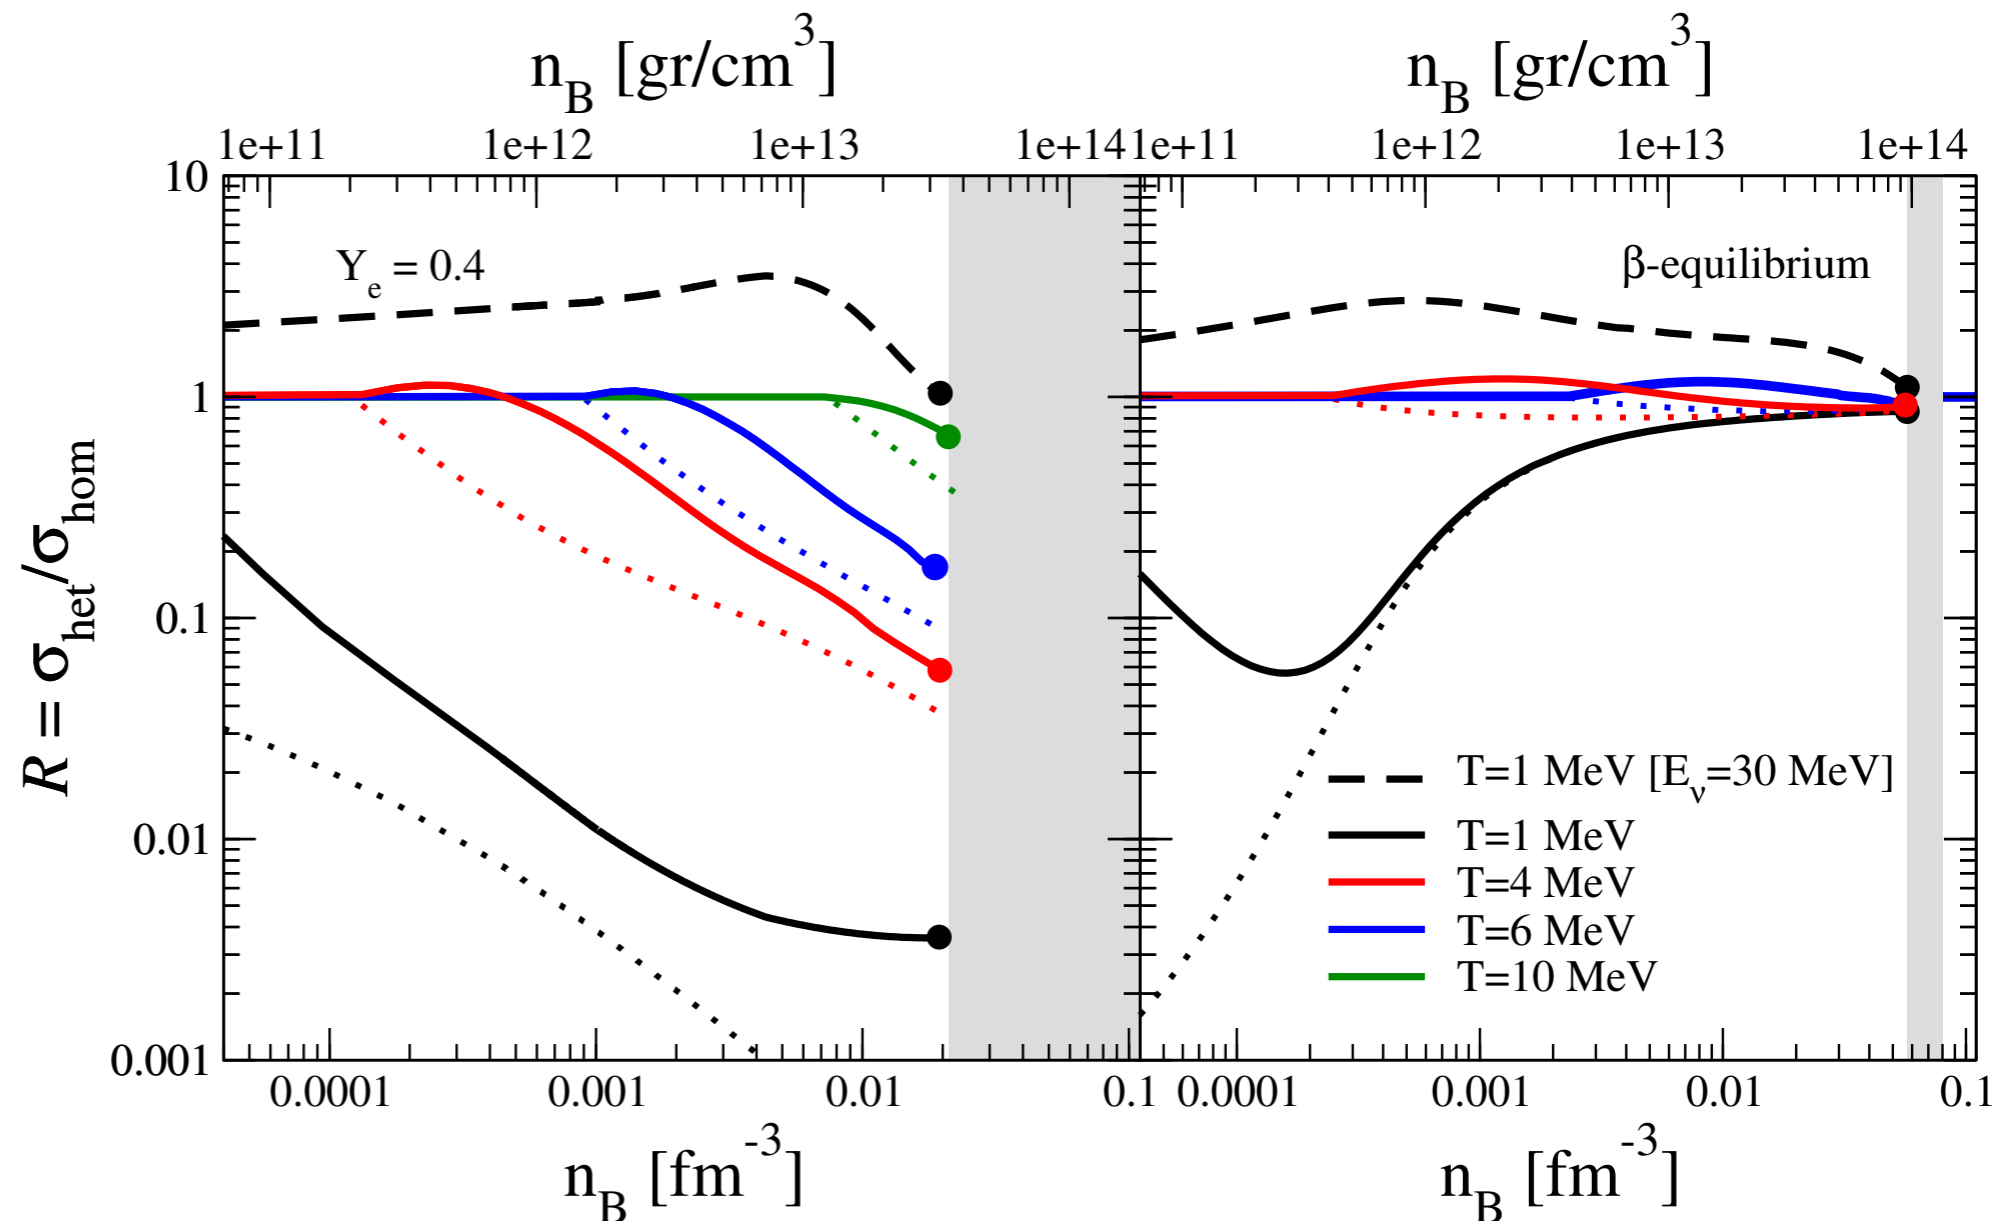 n_B [gr/cm^3] n_B [gr/cm^3]
1e+11 1e+12 1e+13 1e+14 1e+11 1e+12 1e+13 1e+14
10
1
0.1
0.01
0.001
R = σ_het/σ_hom
Y_e = 0.4
β-equilibrium
T=1 MeV [E_ν=30 MeV]
T=1 MeV
T=4 MeV
T=6 MeV
T=10 MeV
0.0001 0.001 0.01 0.1 0.0001 0.001 0.01 0.1
n_B [fm^-3] n_B [fm^-3]